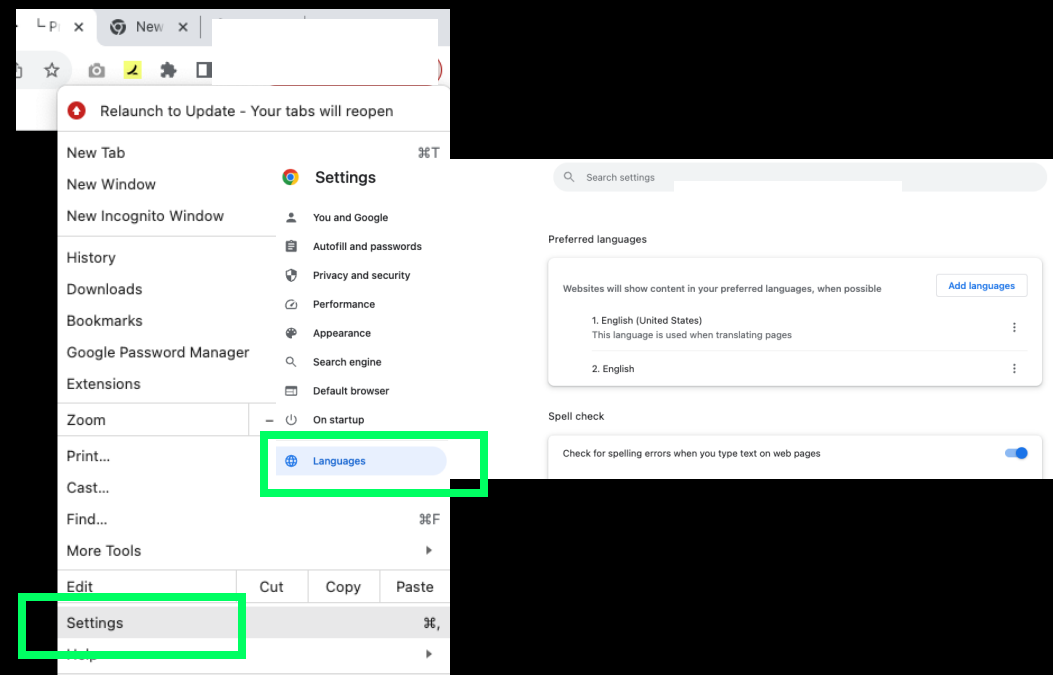 New
Relaunch to Update - Your tabs will reopen
New Tab ⌘T
New Window
New Incognito Window
History
Downloads
Bookmarks
Google Password Manager
Extensions
Zoom –
Print...
Cast...
Find... ⌘F
More Tools
Edit Cut Copy Paste
Settings ⌘,
Help
Settings
You and Google
Autofill and passwords
Privacy and security
Performance
Appearance
Search engine
Default browser
On startup
Languages
Search settings
Preferred languages
Websites will show content in your preferred languages, when possible
Add languages
1. English (United States)
This language is used when translating pages
2. English
Spell check
Check for spelling errors when you type text on web pages